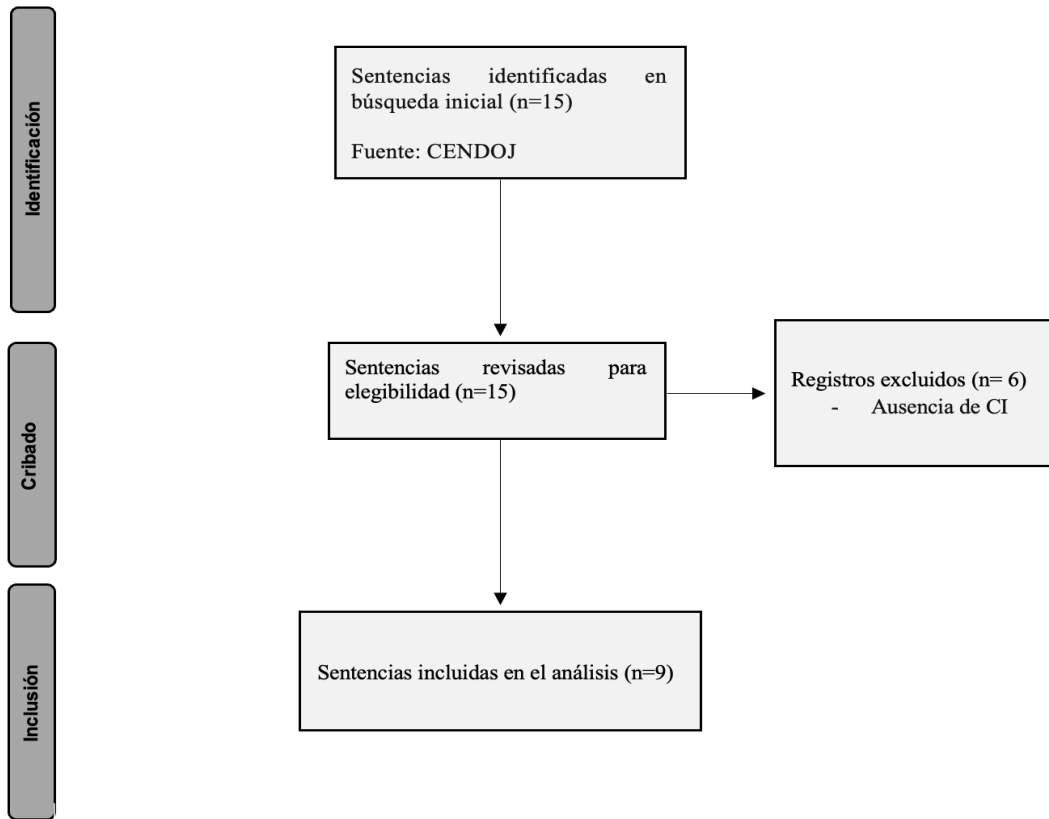 Identificación
Sentencias identificadas en
búsqueda inicial (n=15)
Fuente: CENDOJ
Cribado
Sentencias revisadas para
elegibilidad (n=15)
Registros excluidos (n= 6)
- Ausencia de CI
Inclusión
Sentencias incluidas en el análisis (n=9)